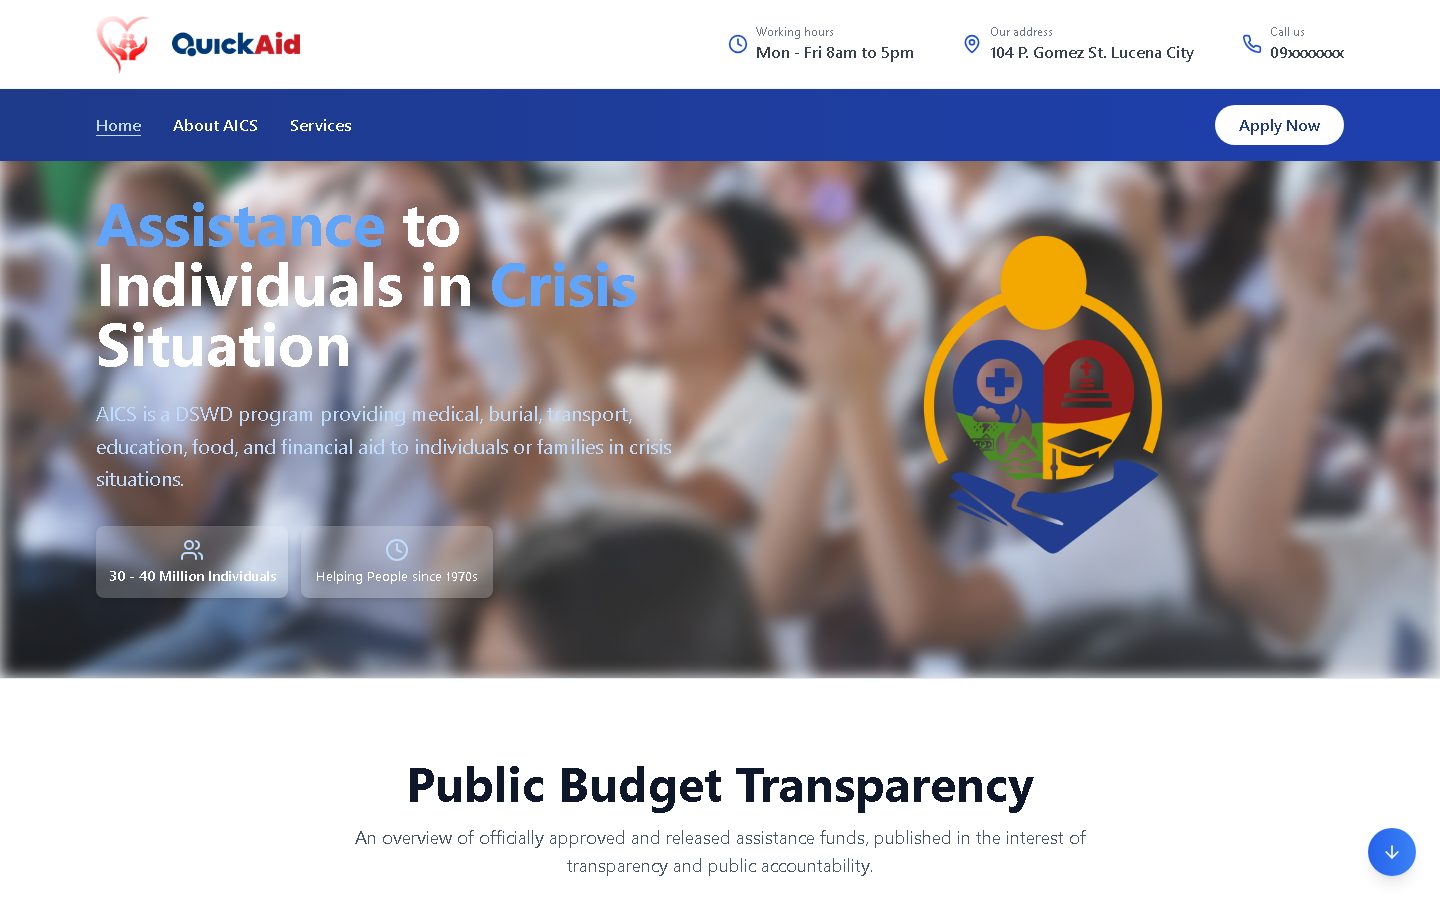 QuickAid
Working hours
Mon - Fri 8am to 5pm
Our address
104 P. Gomez St. Lucena City
Call us
09xxxxxxxx
Home
About AICS
Services
Apply Now
Assistance to
Individuals in Crisis
Situation
AICS is a DSWD program providing medical, burial, transport,
education, food, and financial aid to individuals or families in crisis
situations.
30 - 40 Million Individuals
Helping People since 1970s
Public Budget Transparency
An overview of officially approved and released assistance funds, published in the interest of
transparency and public accountability.